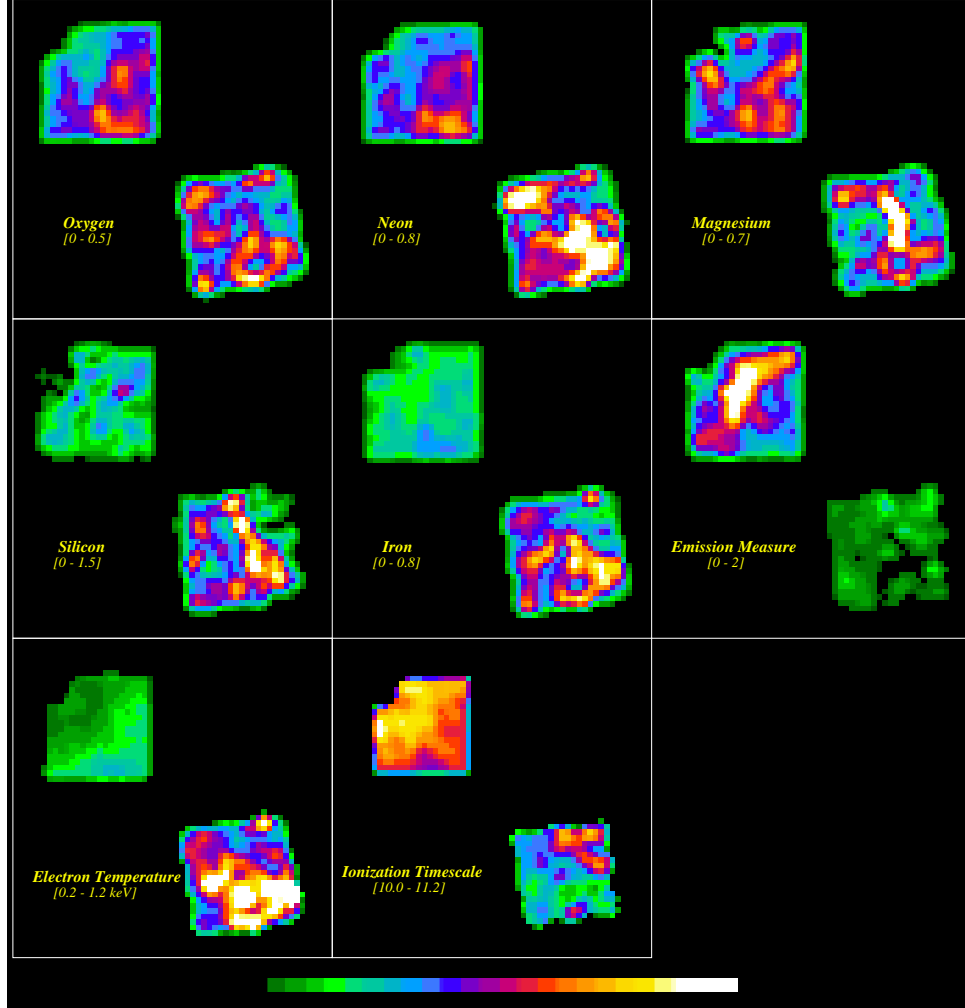 Oxygen
[0 - 0.5]
Neon
[0 - 0.8]
Magnesium
[0 - 0.7]
Silicon
[0 - 1.5]
Iron
[0 - 0.8]
Emission Measure
[0 - 2]
Electron Temperature
[0.2 - 1.2 keV]
Ionization Timescale
[10.0 - 11.2]